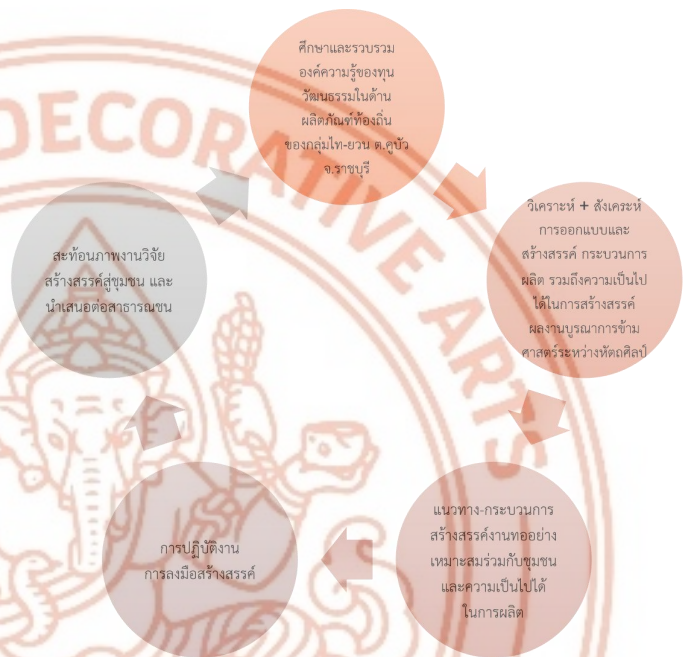 ศึกษาและรวบรวม
องค์ความรู้ของทุน
วัฒนธรรมในด้าน
ผลิตภัณฑ์ท้องถิ่น
ของกลุ่มไท-ยวน ต.คูบัว
จ.ราชบุรี
วิเคราะห์ + สังเคระห์
การออกแบบและ
สร้างสรรค์ กระบวนการ
ผลิต รวมถึงความเป็นไป
ได้ในการสร้างสรรค์
ผลงานบูรณาการข้าม
ศาสตร์ระหว่างหัตถศิลป์
แนวทาง-กระบวนการ
สร้างสรรค์งานทออย่าง
เหมาะสมร่วมกับชุมชน
และความเป็นไปได้
ในการผลิต
การปฏิบัติงาน
การลงมือสร้างสรรค์
สะท้อนภาพงานวิจัย
สร้างสรรค์สู่ชุมชน และ
นำเสนอต่อสาธารณชน
DECORATIVE ARTS